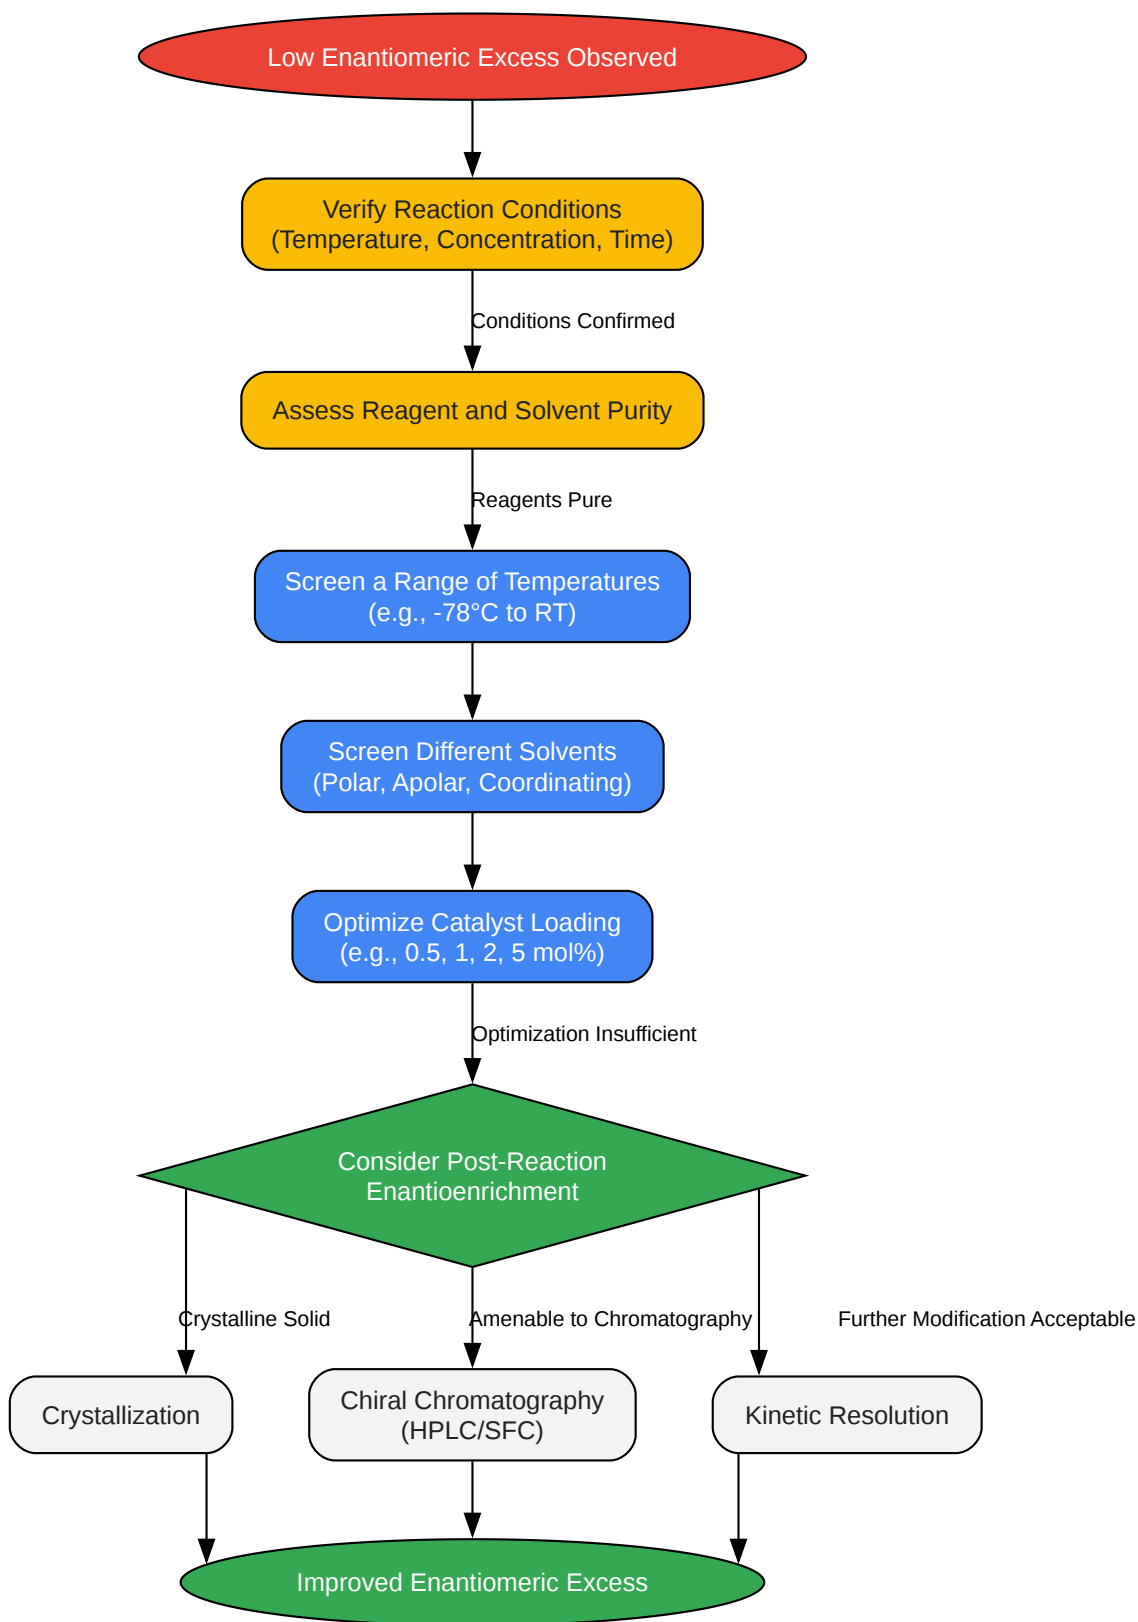 Low Enantiomeric Excess Observed
Verify Reaction Conditions
(Temperature, Concentration, Time)
Conditions Confirmed
Assess Reagent and Solvent Purity
Reagents Pure
Screen a Range of Temperatures
(e.g., -78°C to RT)
Screen Different Solvents
(Polar, Apolar, Coordinating)
Optimize Catalyst Loading
(e.g., 0.5, 1, 2, 5 mol%)
Optimization Insufficient
Consider Post-Reaction
Enantioenrichment
Crystalline Solid
Amenable to Chromatography
Further Modification Acceptable
Crystallization
Chiral Chromatography
(HPLC/SFC)
Kinetic Resolution
Improved Enantiomeric Excess